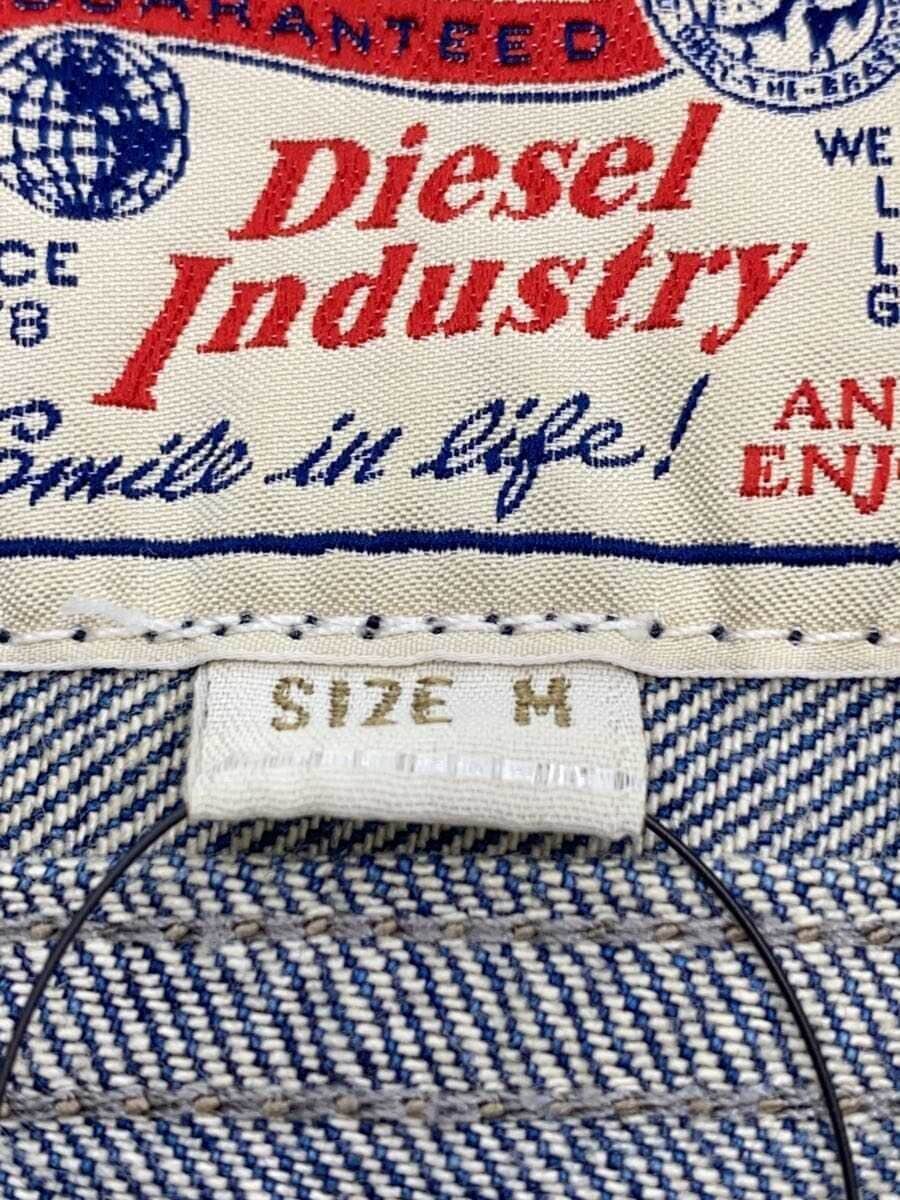 GUARANTEED
Diesel
Industry
Smile in life!
WE
L
L
G
AN
ENJ
CE
78
SIZE M